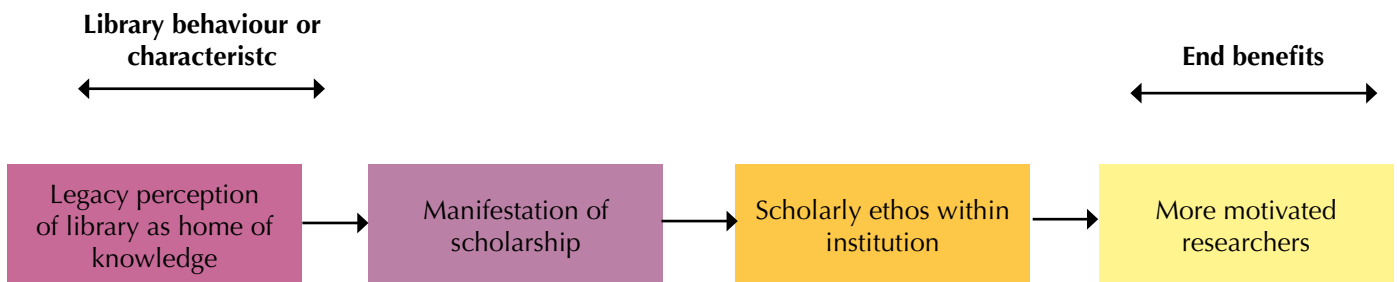 Library behaviour or
characteristc
End benefits
Legacy perception
of library as home of
knowledge
Manifestation of
scholarship
Scholarly ethos within
institution
More motivated
researchers